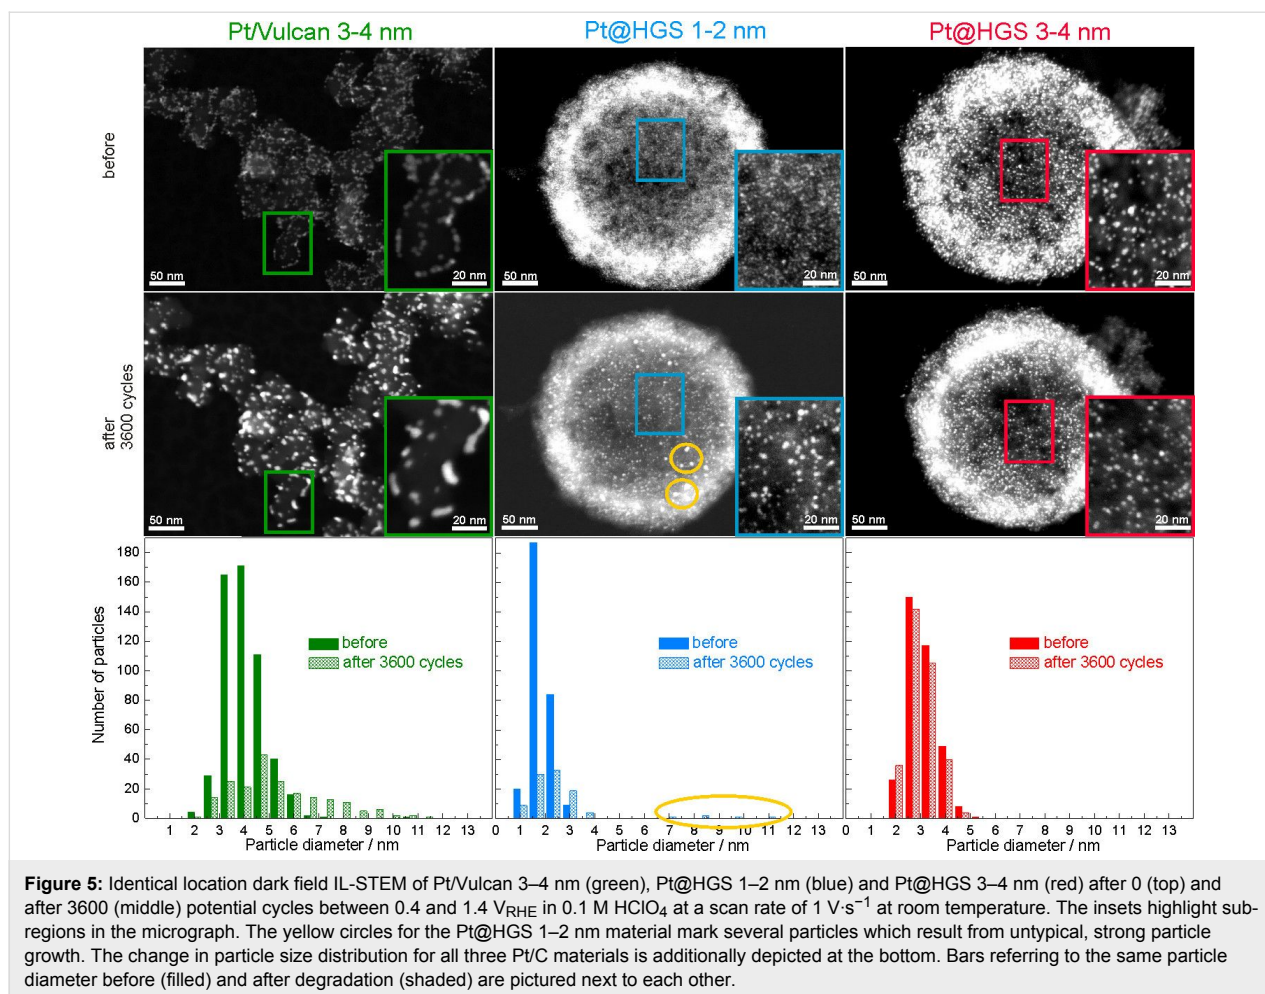 Pt/Vulcan 3-4 nm
Pt@HGS 1-2 nm
Pt@HGS 3-4 nm
before
50 nm
20 nm
50 nm
20 nm
50 nm
20 nm
after
3600 cycles
50 nm
20 nm
50 nm
20 nm
50 nm
20 nm
Number of particles
180
160
140
120
100
80
60
40
20
0
before
after 3600 cycles
before
after 3600 cycles
before
after 3600 cycles
1 2 3 4 5 6 7 8 9 10 11 12 13
0 1 2 3 4 5 6 7 8 9 10 11 12 13
0 1 2 3 4 5 6 7 8 9 10 11 12 13
Particle diameter / nm
Particle diameter / nm
Particle diameter / nm
Figure 5: Identical location dark field IL-STEM of Pt/Vulcan 3–4 nm (green), Pt@HGS 1–2 nm (blue) and Pt@HGS 3–4 nm (red) after 0 (top) and
after 3600 (middle) potential cycles between 0.4 and 1.4 V_RHE in 0.1 M HClO₄ at a scan rate of 1 V·s⁻¹ at room temperature. The insets highlight sub-
regions in the micrograph. The yellow circles for the Pt@HGS 1–2 nm material mark several particles which result from untypical, strong particle
growth. The change in particle size distribution for all three Pt/C materials is additionally depicted at the bottom. Bars referring to the same particle
diameter before (filled) and after degradation (shaded) are pictured next to each other.